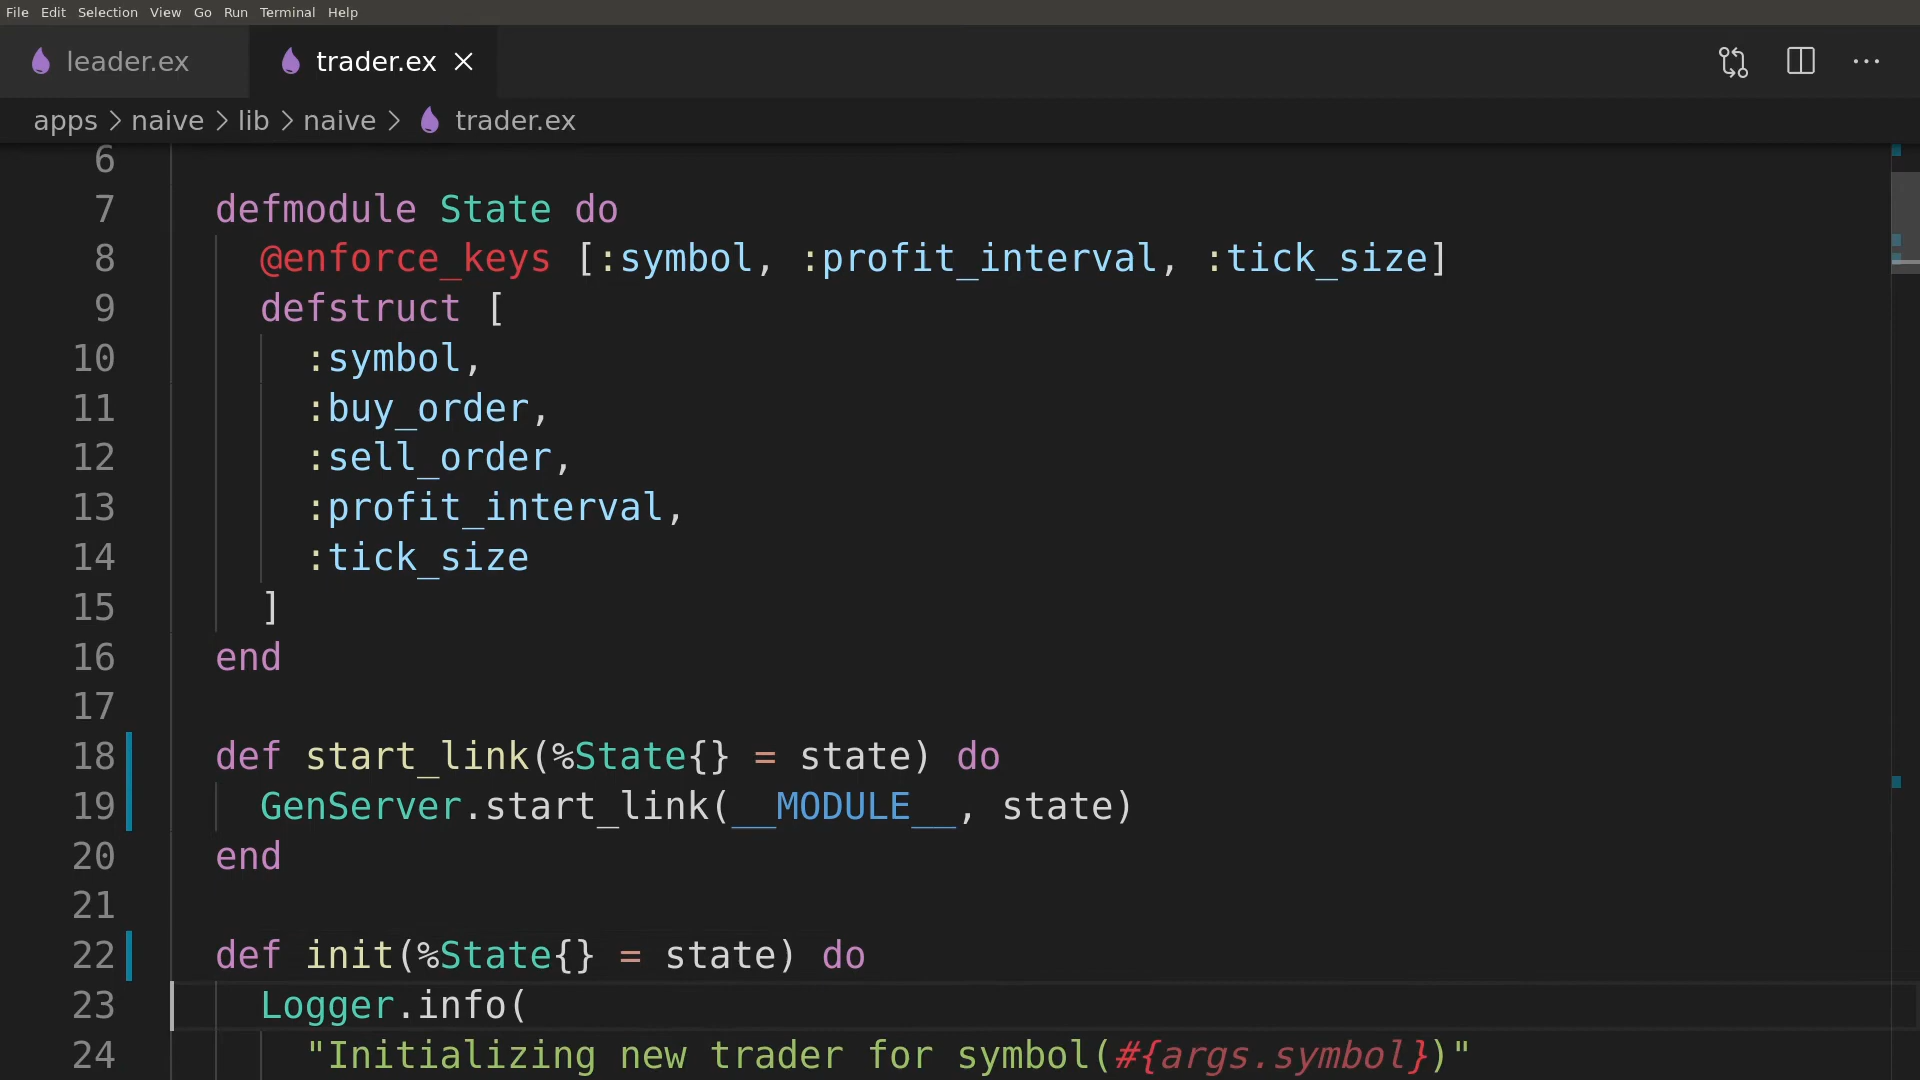 File Edit Selection View Go Run Terminal Help
leader.ex trader.ex
apps > naive > lib > naive > trader.ex
6
7 defmodule State do
8 @enforce_keys [:symbol, :profit_interval, :tick_size]
9 defstruct [
10 :symbol,
11 :buy_order,
12 :sell_order,
13 :profit_interval,
14 :tick_size
15 ]
16 end
17
18 def start_link(%State{} = state) do
19 GenServer.start_link(__MODULE__, state)
20 end
21
22 def init(%State{} = state) do
23 Logger.info(
24 "Initializing new trader for symbol(#{args.symbol})"